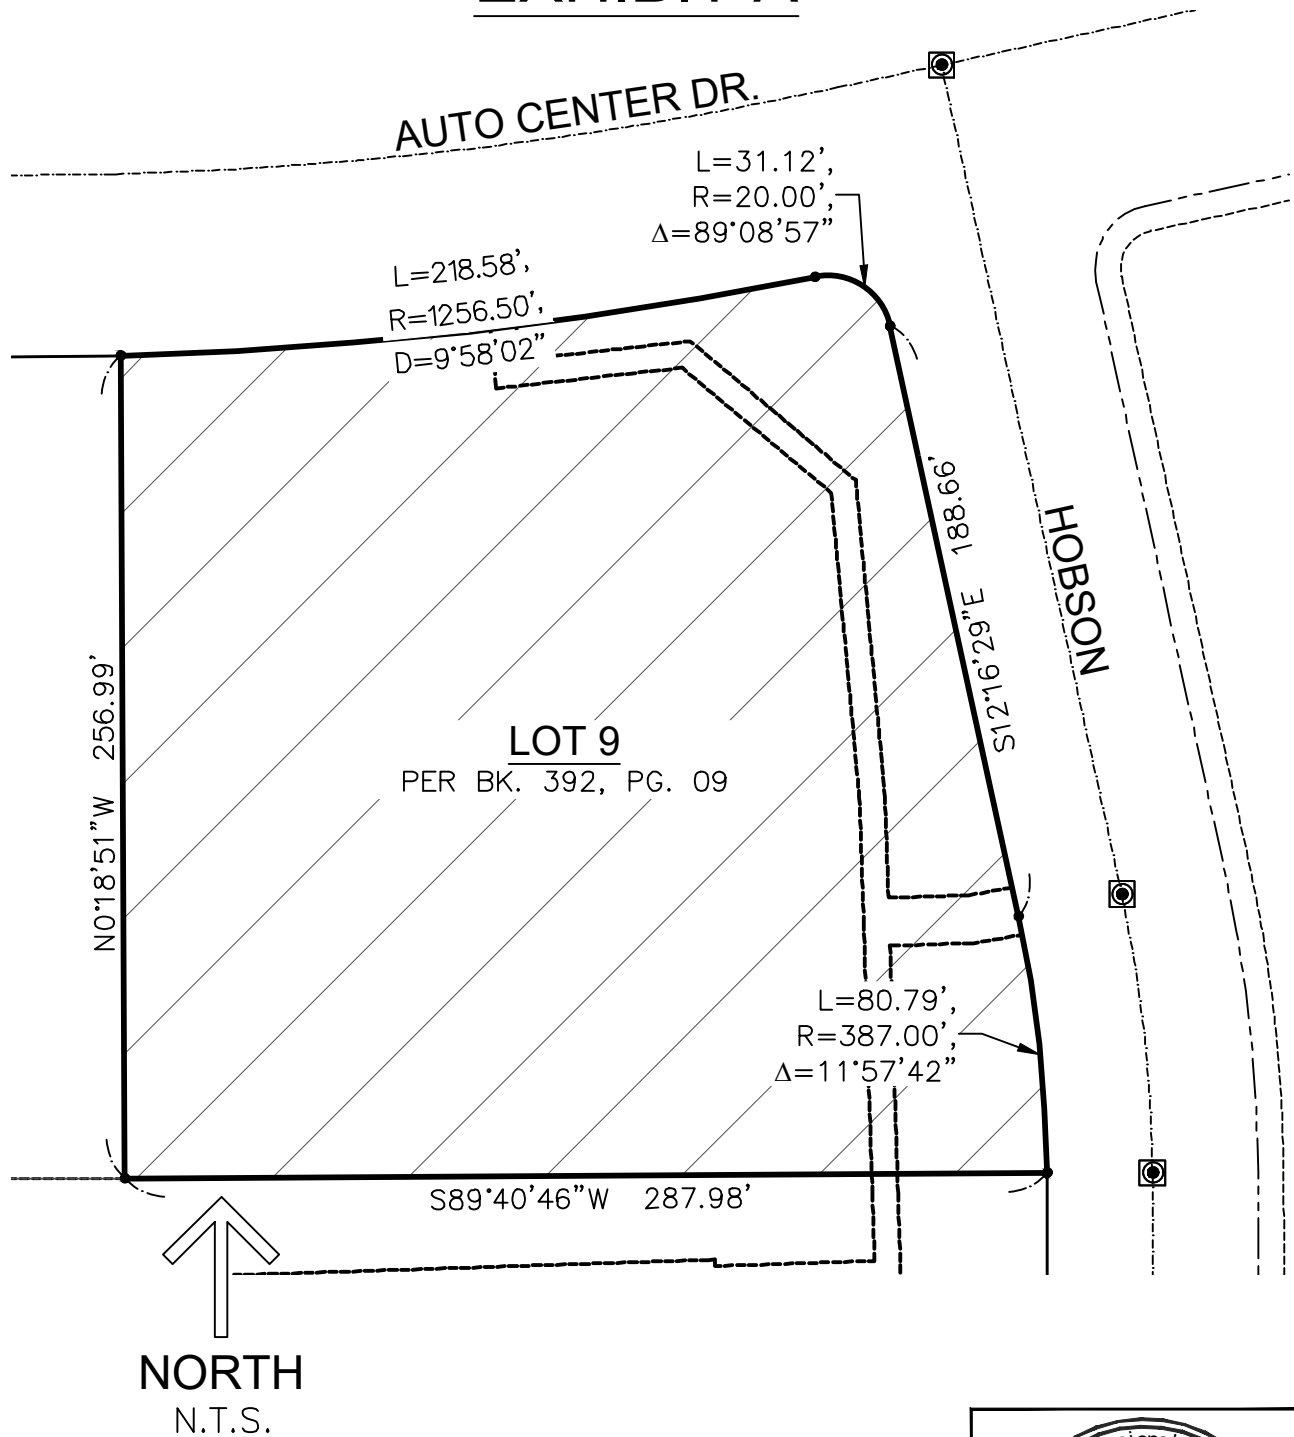 EXHIBIT A
AUTO CENTER DR.
L=31.12',
R=20.00',
Δ=89°08'57"
L=218.58',
R=1256.50',
D=9°58'02"
S12°16'29"E 188.66'
HOBSON
N0°18'51"W 256.99'
LOT 9
PER BK. 392, PG. 09
L=80.79',
R=387.00',
Δ=11°57'42"
S89°40'46"W 287.98'
NORTH
N.T.S.